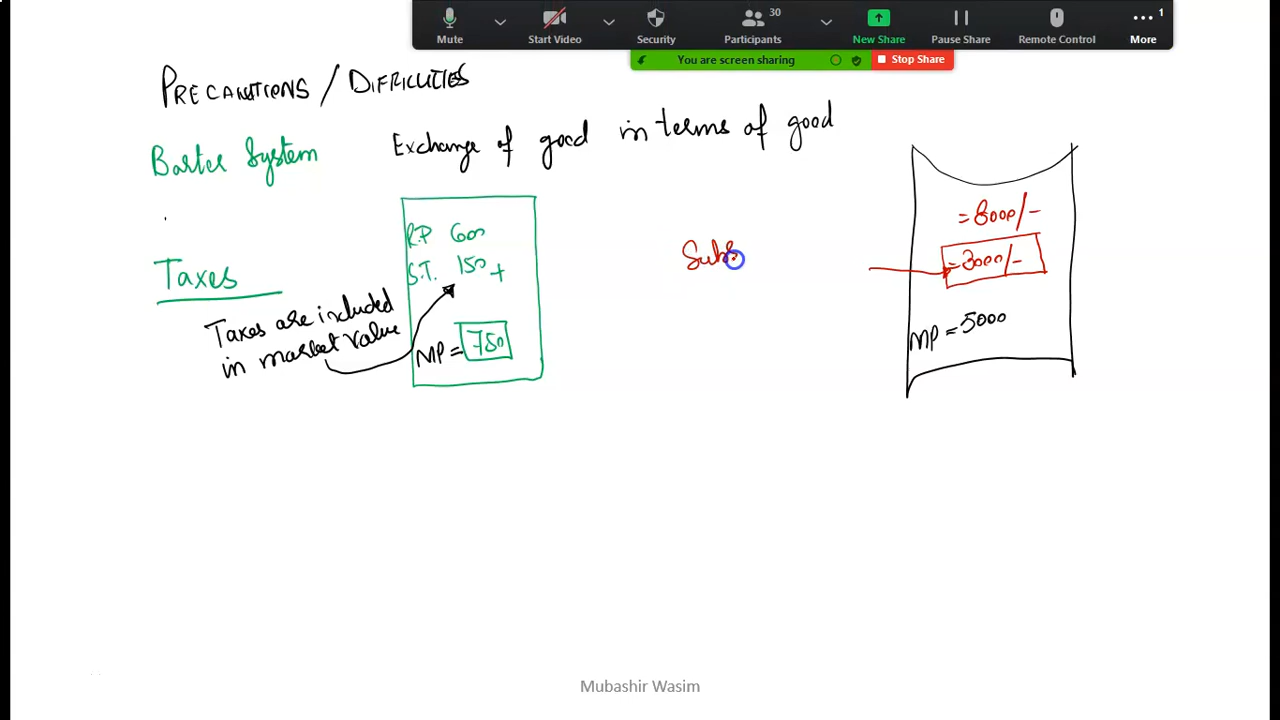 30
1
Mute Start Video Security Participants New Share Pause Share Remote Control More
You are screen sharing Stop Share
PRECAUTIONS / DIFFICULTIES
Exchange of good in terms of good
Barter System
= 8000/-
R.P 600
Subs
= 3000/-
S.T. 150 +
Taxes
Taxes are included
in market value
MP = 750
MP = 5000
Mubashir Wasim